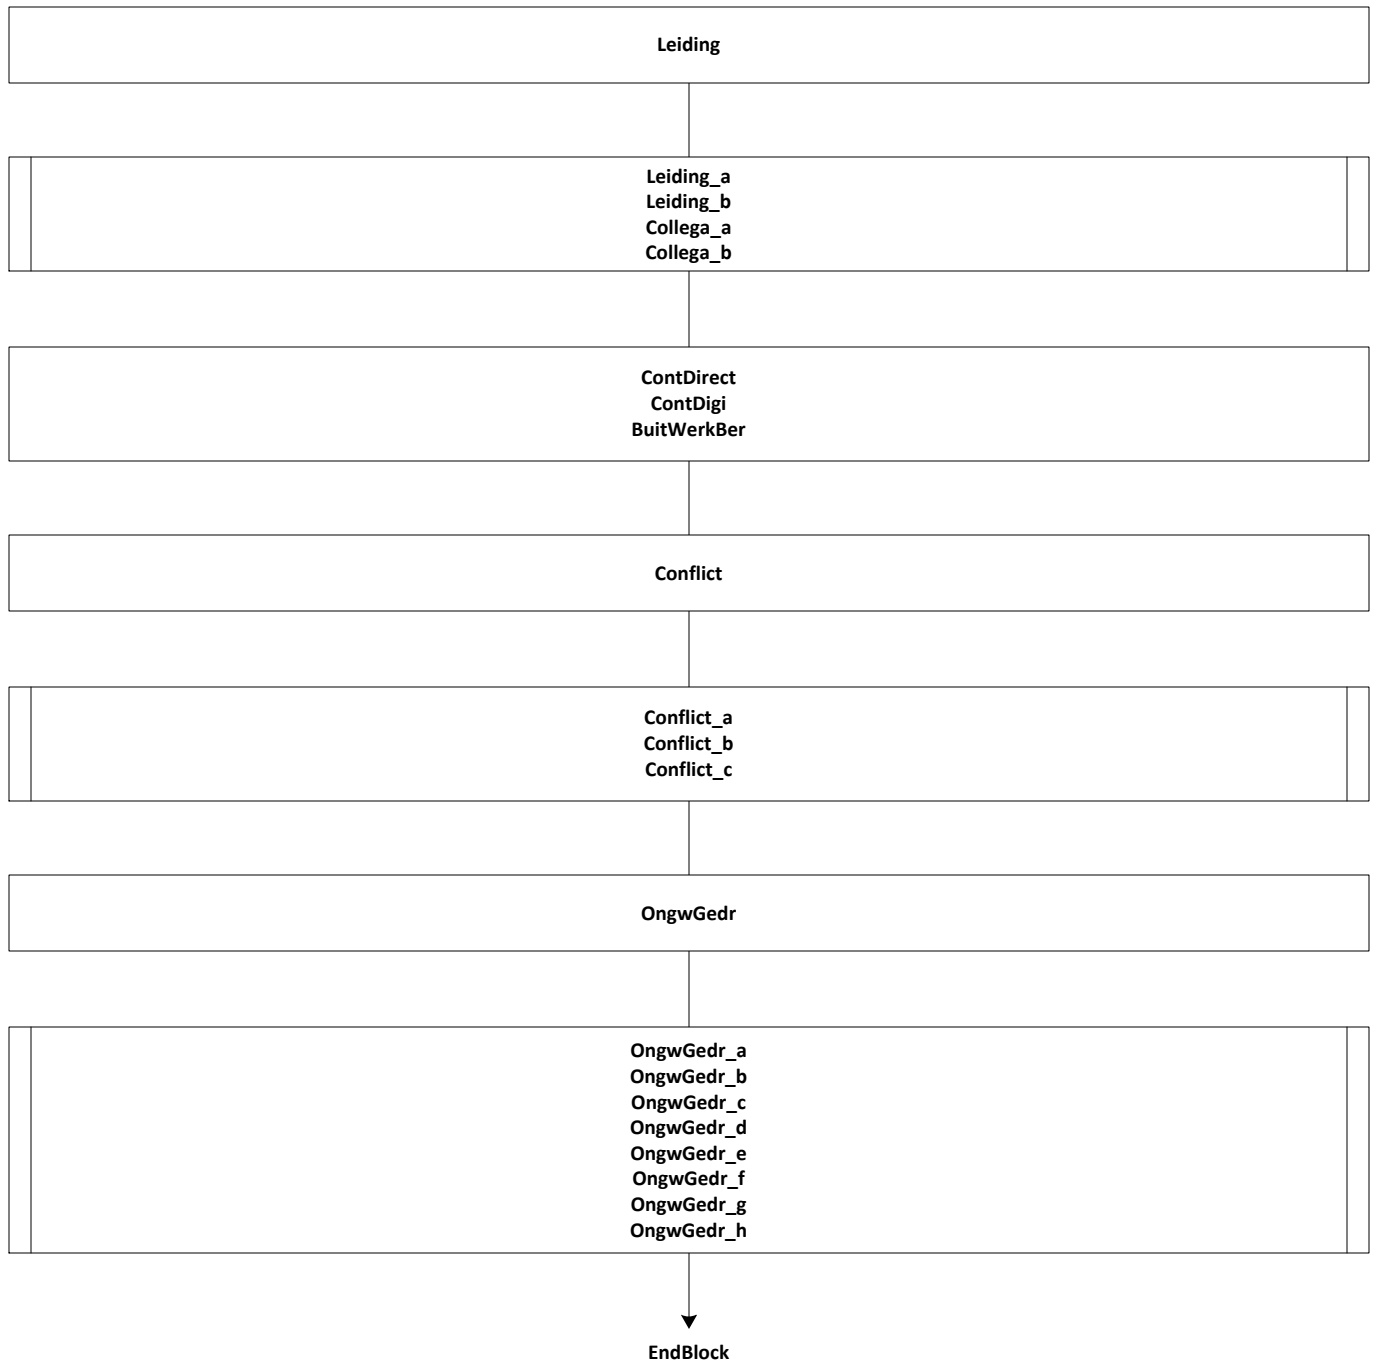 Leiding
Leiding_a
Leiding_b
Collega_a
Collega_b
ContDirect
ContDigi
BuitWerkBer
Conflict
Conflict_a
Conflict_b
Conflict_c
OngwGedr
OngwGedr_a
OngwGedr_b
OngwGedr_c
OngwGedr_d
OngwGedr_e
OngwGedr_f
OngwGedr_g
OngwGedr_h
EndBlock